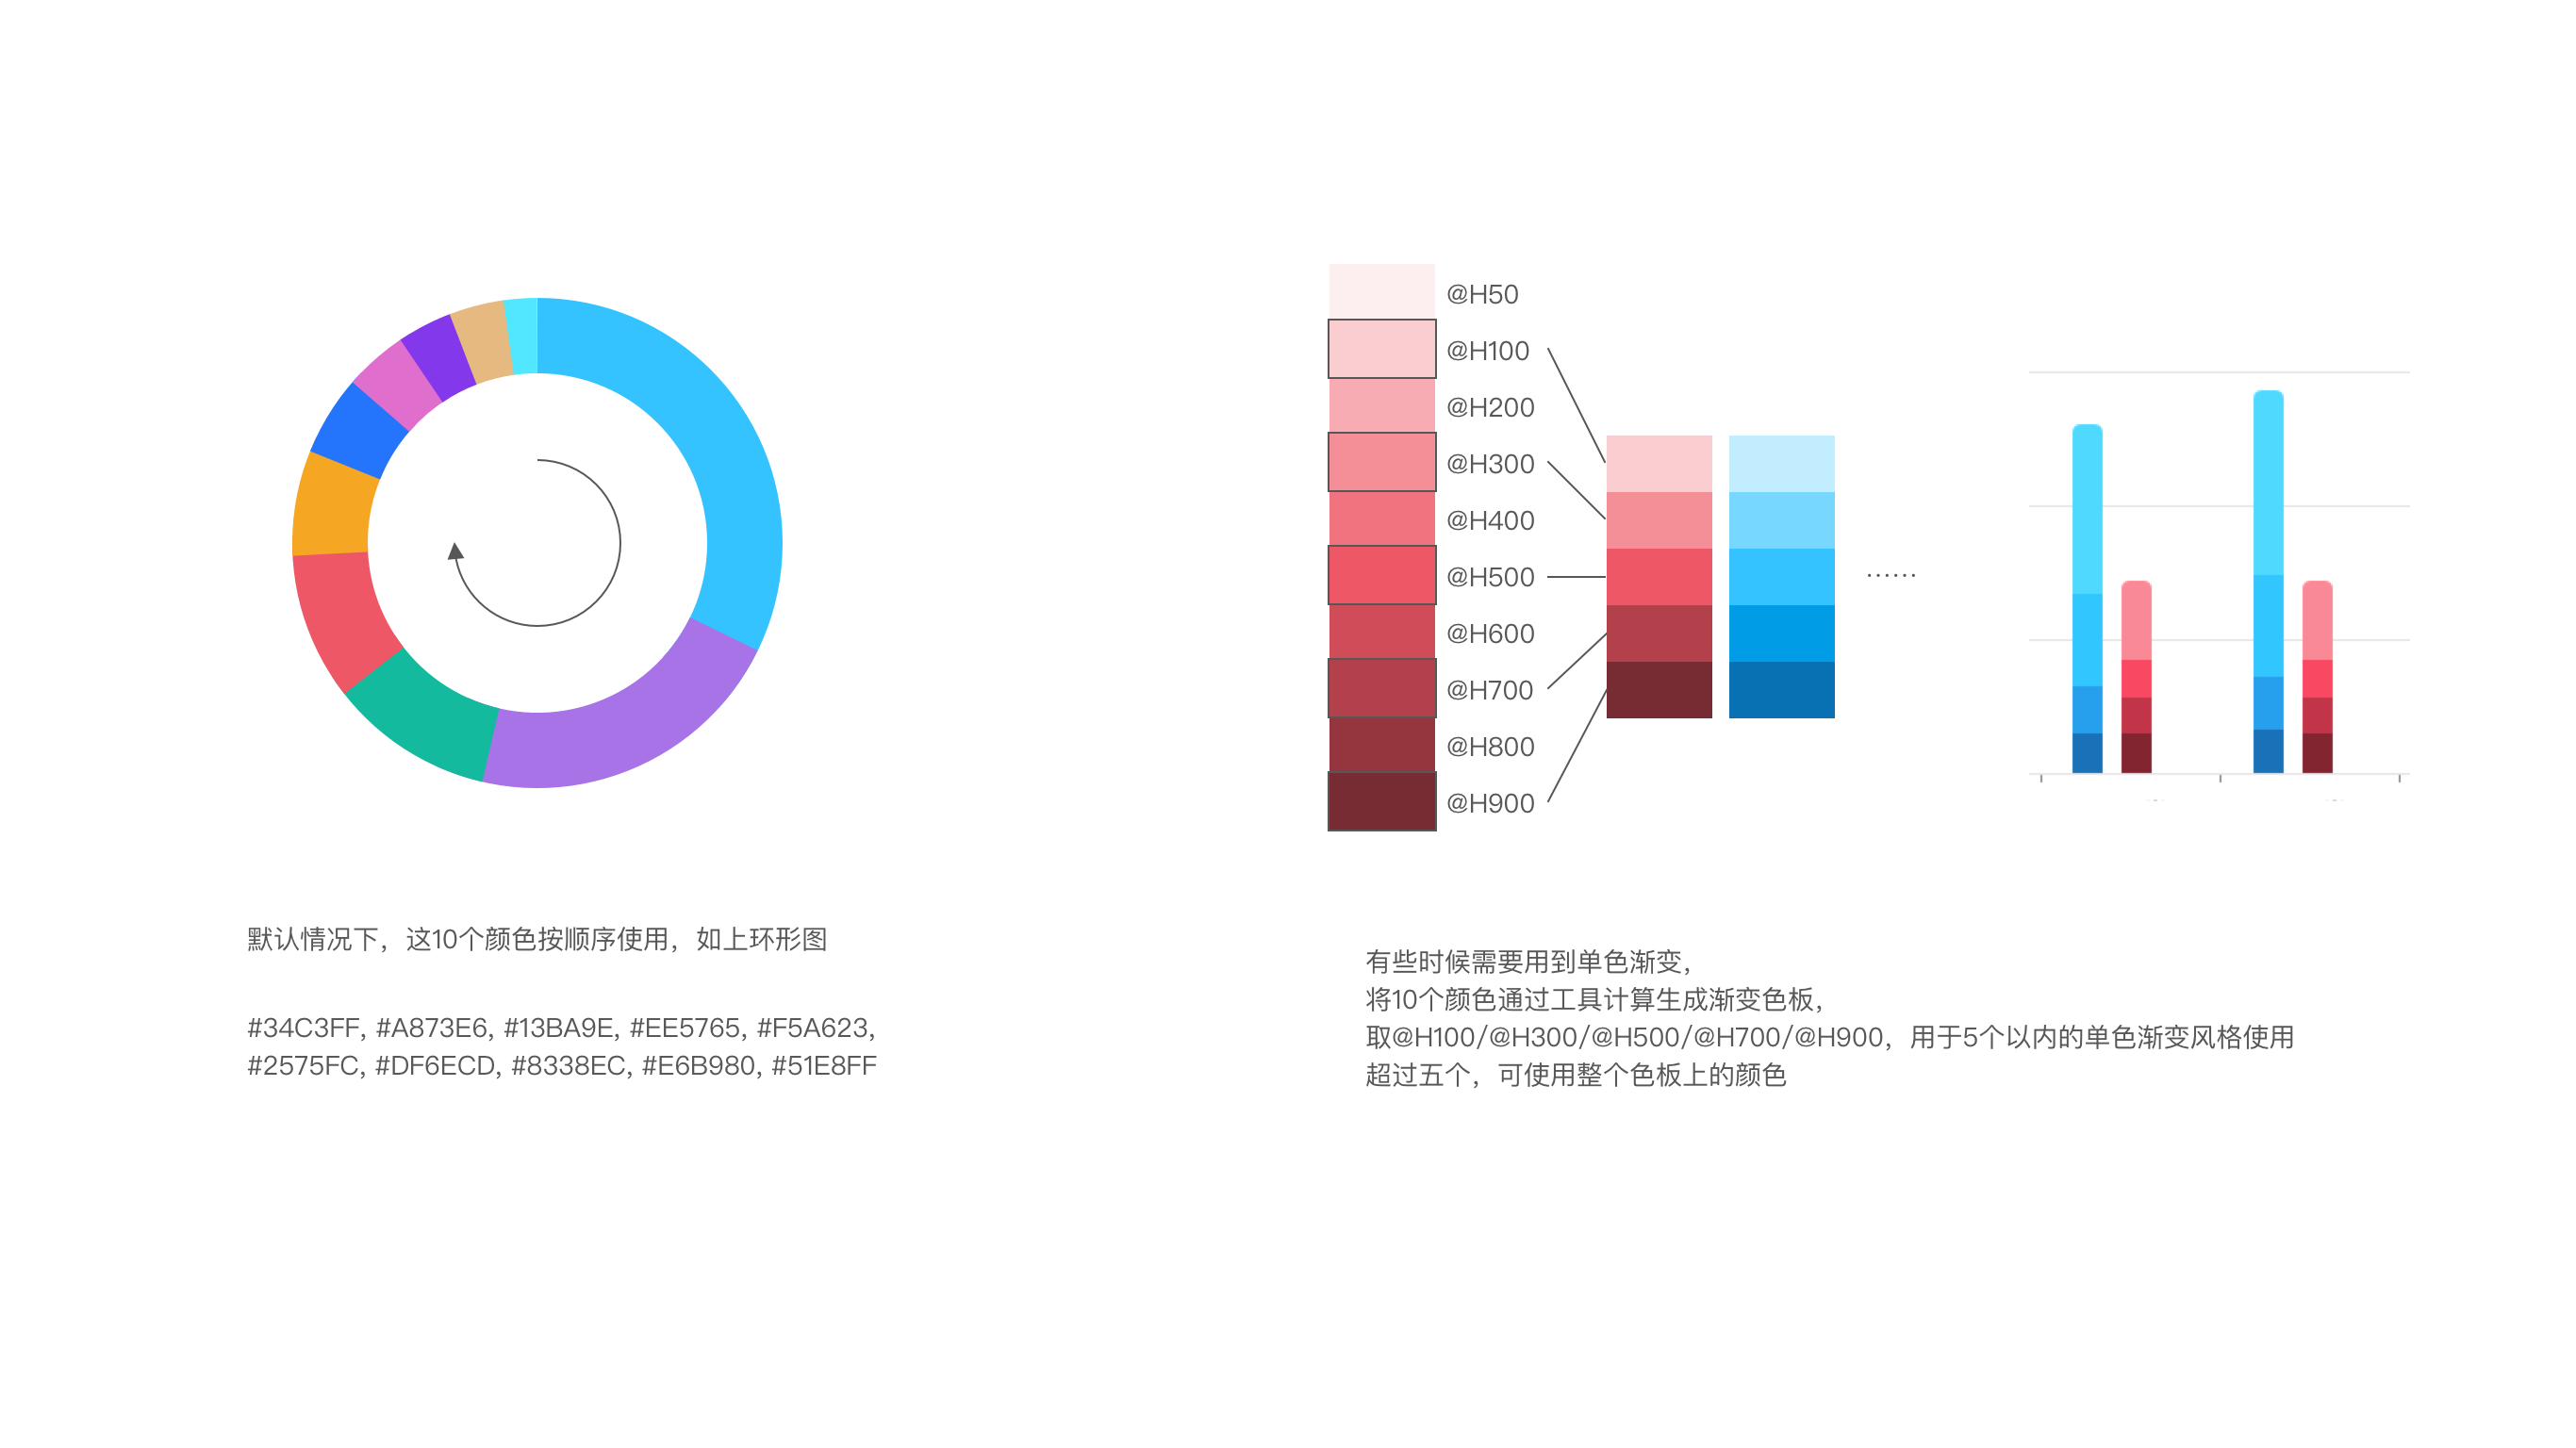 @H50
@H100
@H200
@H300
@H400
@H500
@H600
@H700
@H800
@H900
……
默认情况下，这10个颜色按顺序使用，如上环形图
#34C3FF, #A873E6, #13BA9E, #EE5765, #F5A623,
#2575FC, #DF6ECD, #8338EC, #E6B980, #51E8FF
有些时候需要用到单色渐变，
将10个颜色通过工具计算生成渐变色板，
取@H100/@H300/@H500/@H700/@H900，用于5个以内的单色渐变风格使用
超过五个，可使用整个色板上的颜色